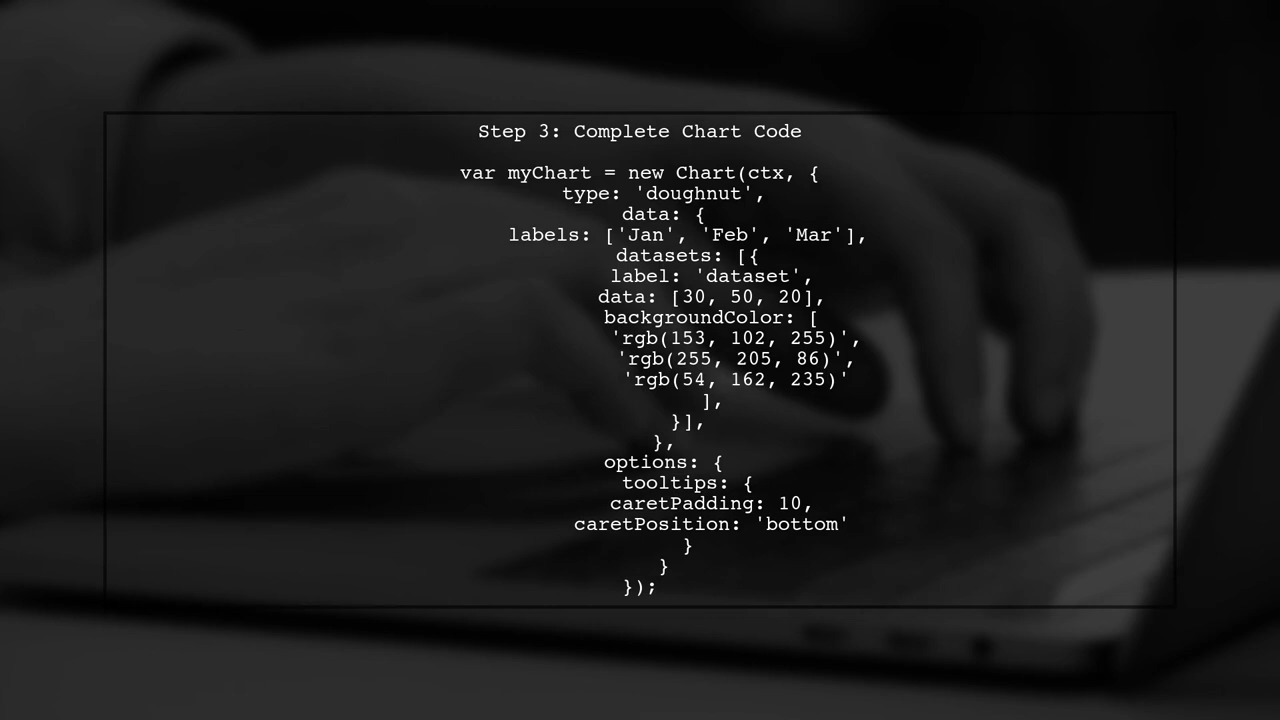 Step 3: Complete Chart Code
var myChart = new Chart(ctx, {
type: 'doughnut',
data: {
labels: ['Jan', 'Feb', 'Mar'],
datasets: [{
label: 'dataset',
data: [30, 50, 20],
backgroundColor: [
'rgb(153, 102, 255)',
'rgb(255, 205, 86)',
'rgb(54, 162, 235)'
],
}],
},
options: {
tooltips: {
caretPadding: 10,
caretPosition: 'bottom'
}
}
});